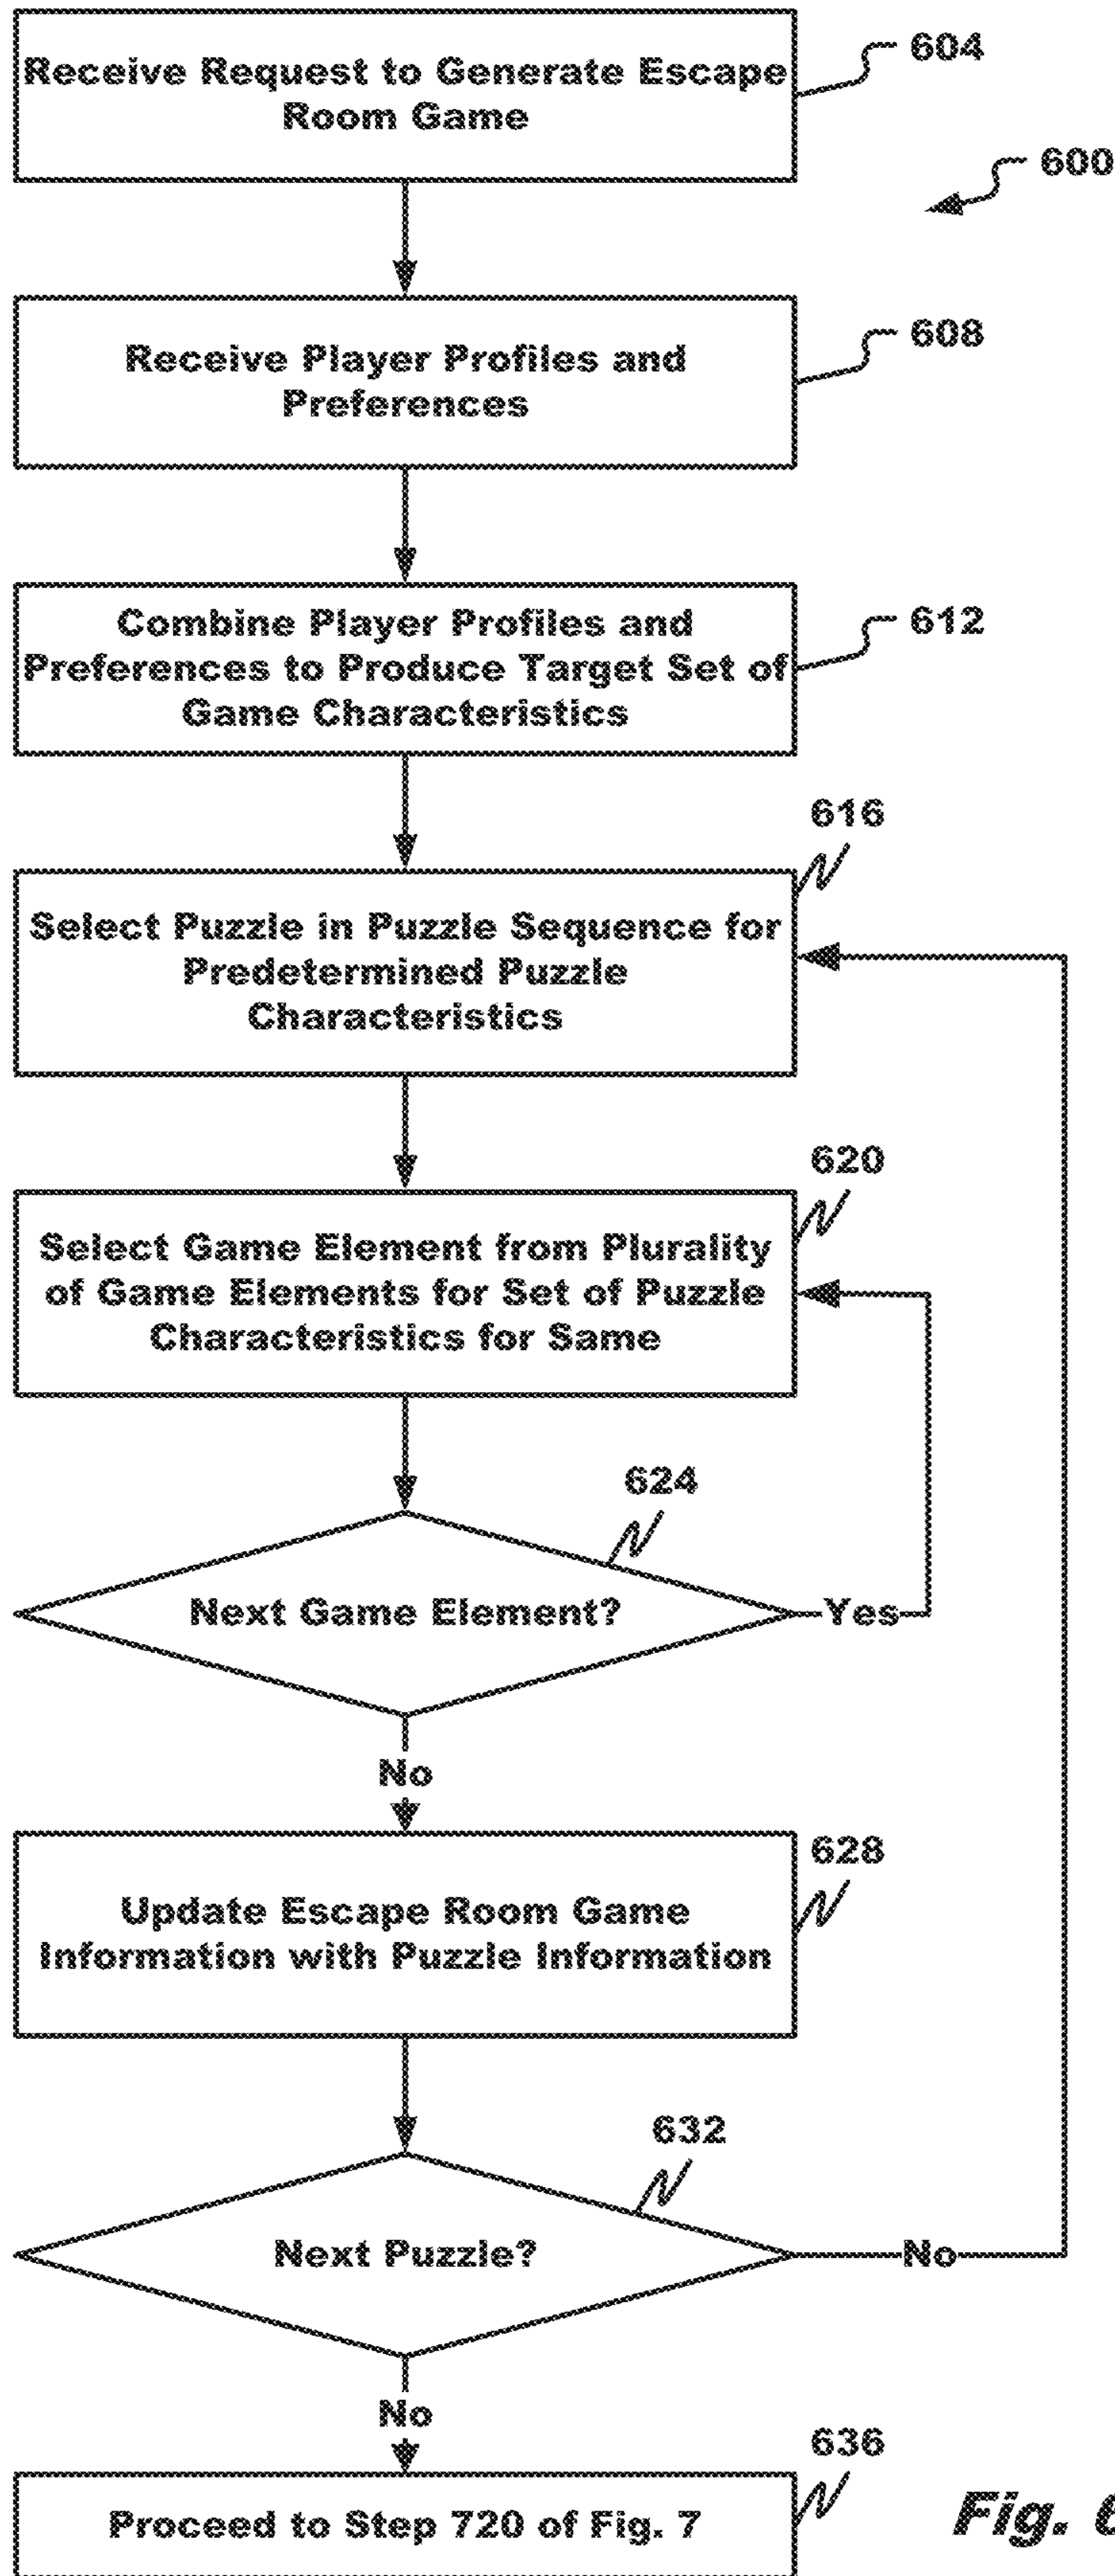 Receive Request to Generate Escape
Room Game
604
600
Receive Player Profiles and
Preferences
608
Combine Player Profiles and
Preferences to Produce Target Set of
Game Characteristics
612
616
Select Puzzle in Puzzle Sequence for
Predetermined Puzzle
Characteristics
620
Select Game Element from Plurality
of Game Elements for Set of Puzzle
Characteristics for Same
624
Next Game Element?
Yes
No
628
Update Escape Room Game
Information with Puzzle Information
632
Next Puzzle?
No
No
636
Proceed to Step 720 of Fig. 7
Fig. 6